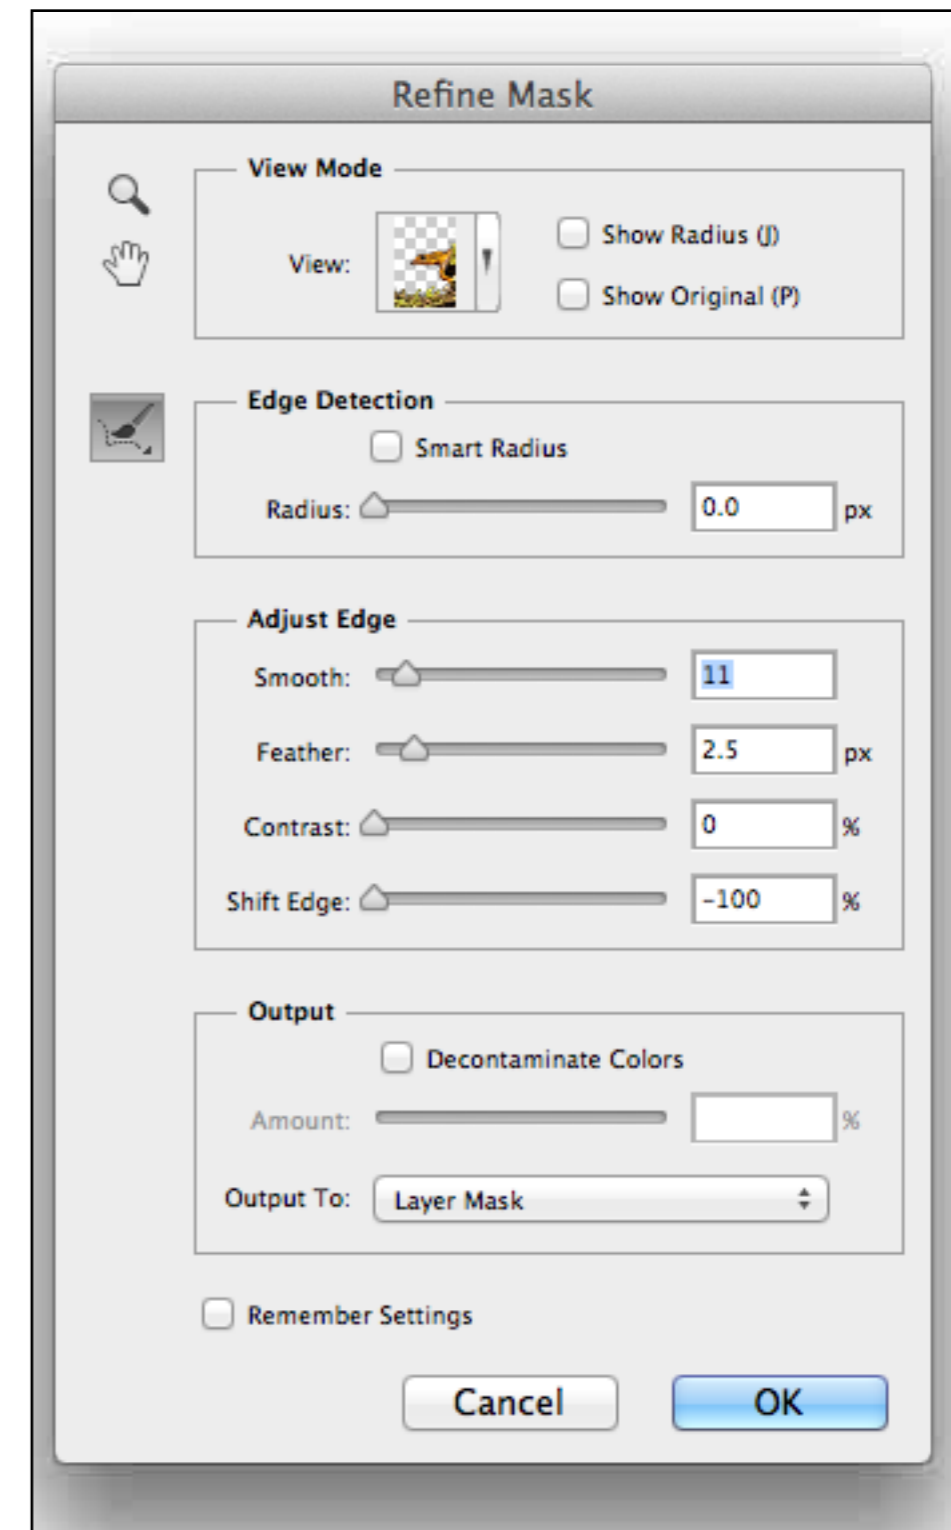 Refine Mask
View Mode
View:
Show Radius (J)
Show Original (P)
Edge Detection
Smart Radius
Radius: 0.0 px
Adjust Edge
Smooth: 11
Feather: 2.5 px
Contrast: 0 %
Shift Edge: -100 %
Output
Decontaminate Colors
Amount: %
Output To: Layer Mask
Remember Settings
Cancel OK